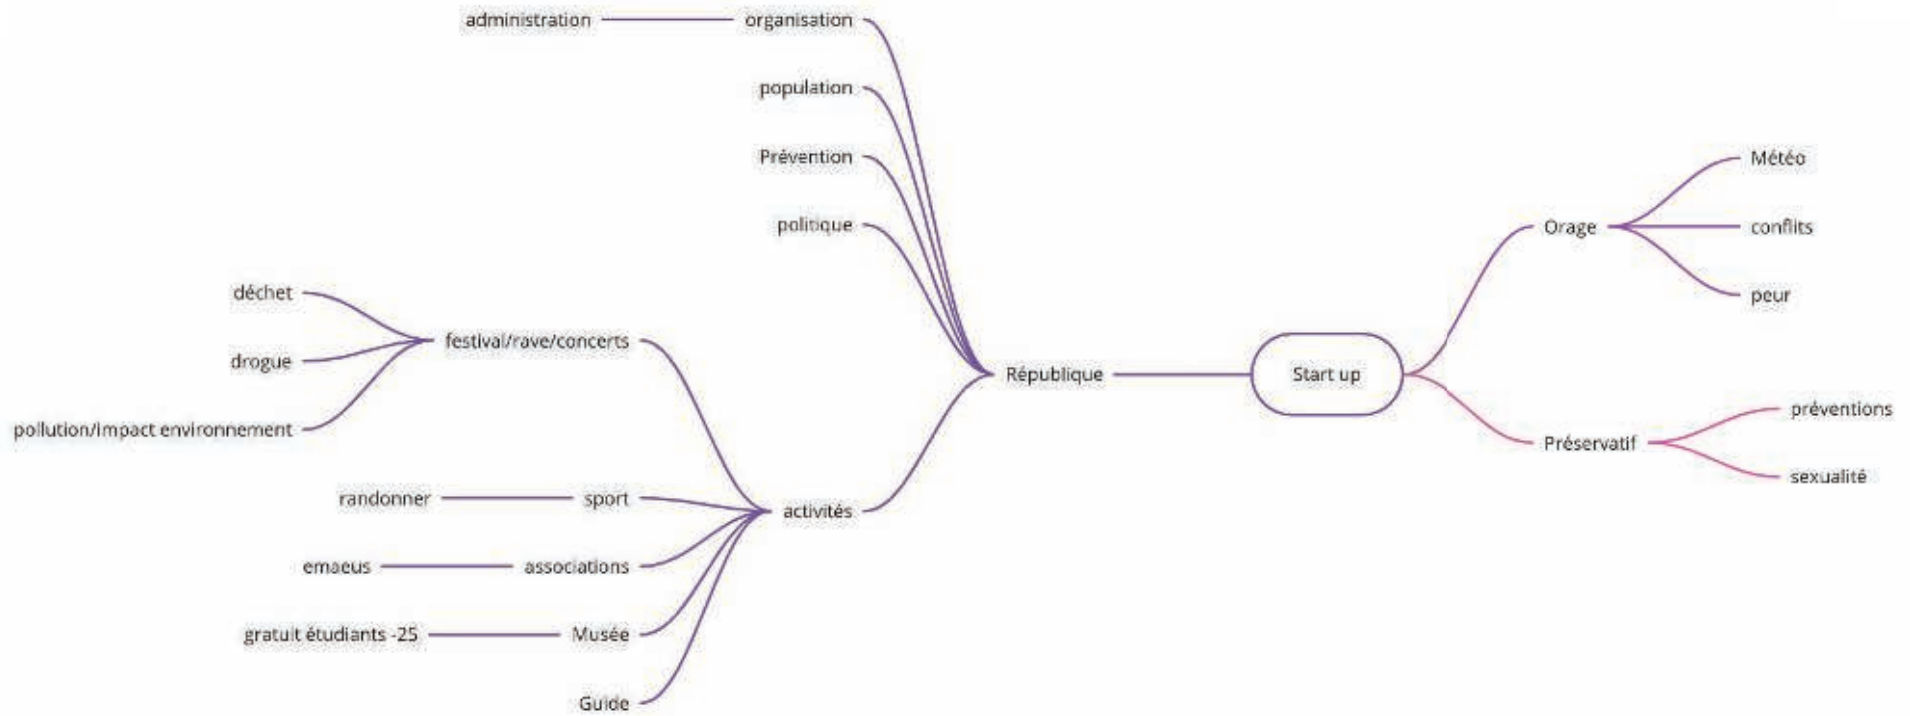 administration
organisation
population
Prévention
politique
déchet
festival/rave/concerts
drogue
pollution/impact environnement
randonner
sport
activités
emaeus
associations
gratuit étudiants -25
Musée
Guide
République
Start up
Orage
Météo
conflits
peur
Préservatif
préventions
sexualité